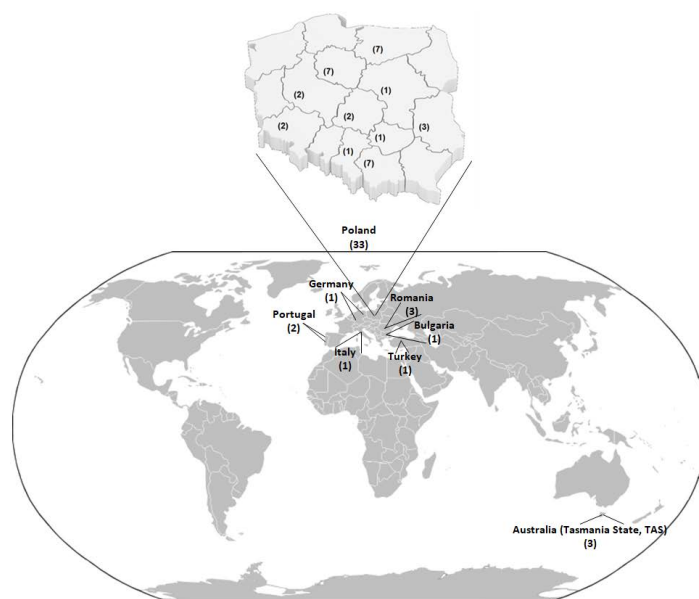 (7)
(7)
(2)
(1)
(2)
(2)
(3)
(1)
(1)
(7)
Poland
(33)
Germany
(1)
Romania
(3)
Portugal
(2)
Bulgaria
(1)
Italy
(1)
Turkey
(1)
Australia (Tasmania State, TAS)
(3)